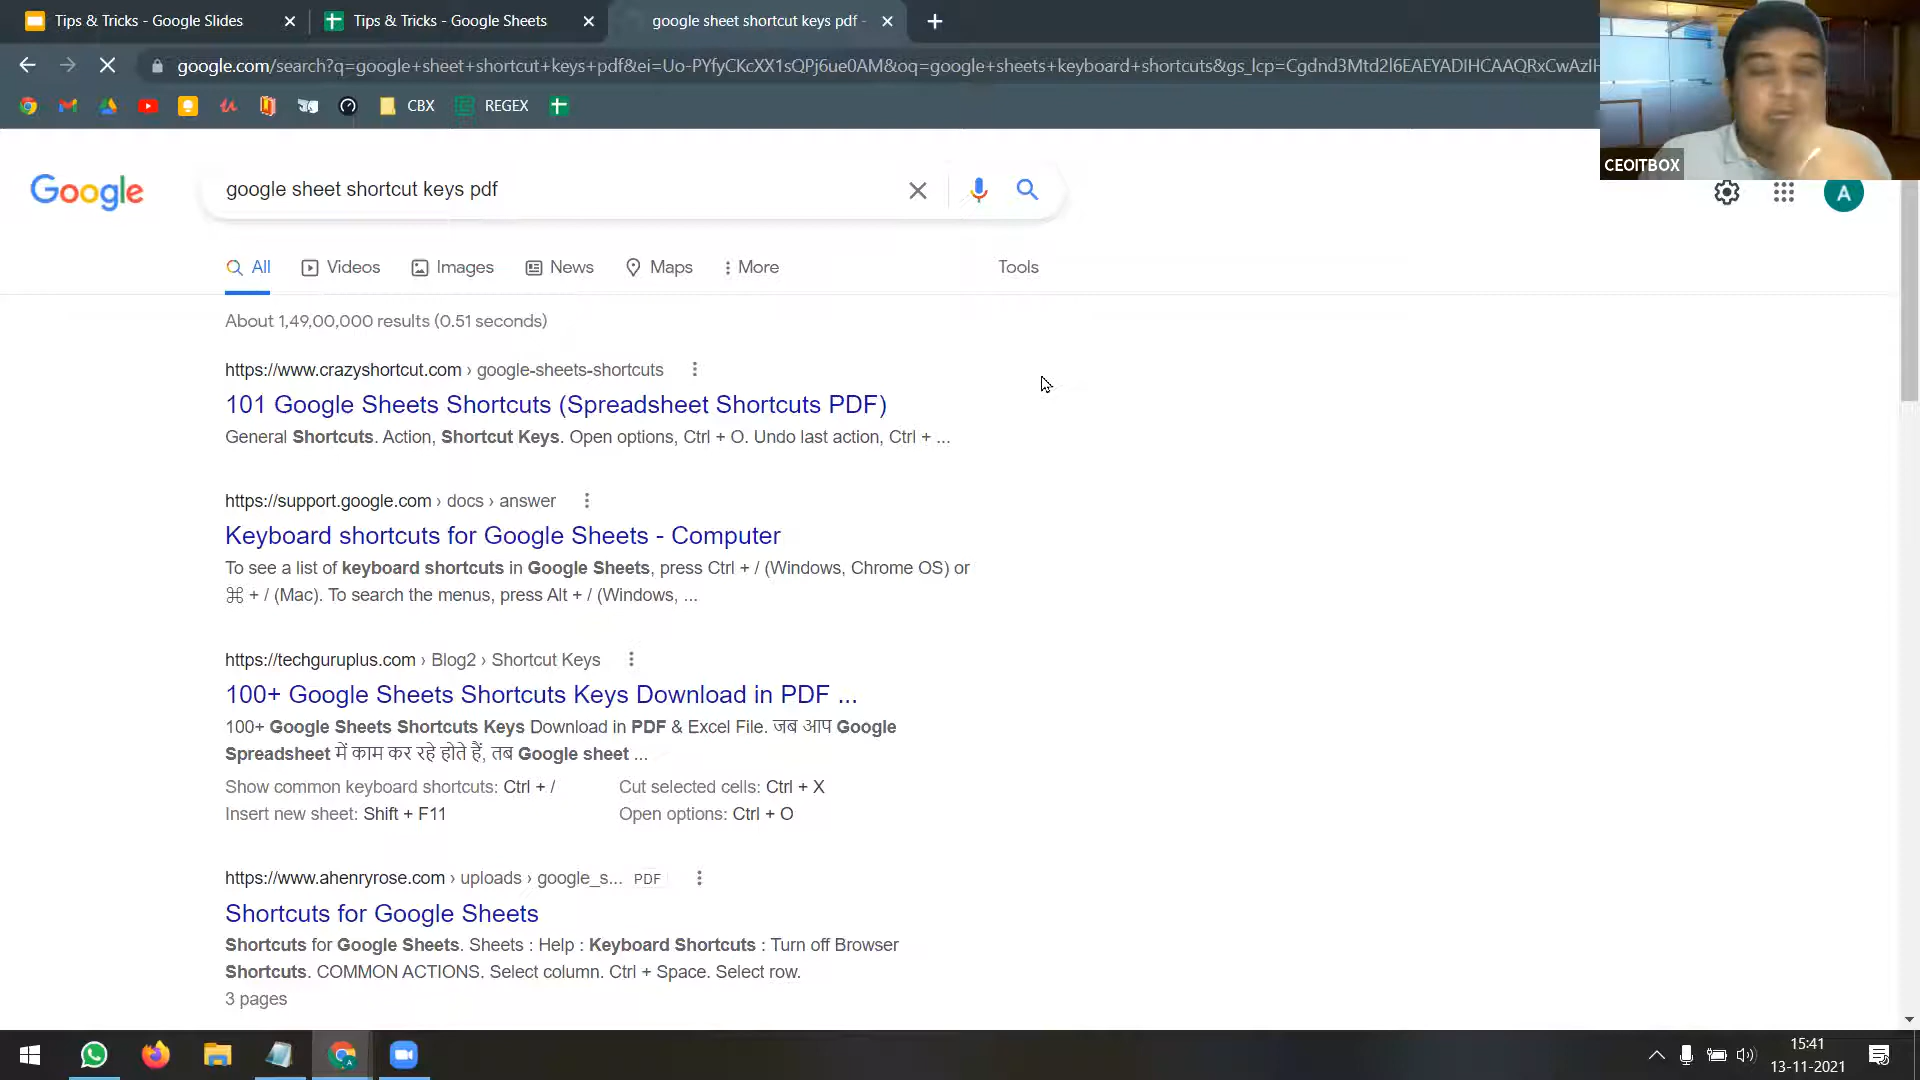 Tips & Tricks - Google Slides
Tips & Tricks - Google Sheets
google sheet shortcut keys pdf -
google.com/search?q=google+sheet+shortcut+keys+pdf&ei=Uo-PYfyCKcXX1sQPj6ue0AM&oq=google+sheets+keyboard+shortcuts&gs_lcp=Cgdnd3Mtd2l6EAEYADIHCAAQRxCwAzIH
CBX
REGEX
CEOITBOX
Google
google sheet shortcut keys pdf
A
All
Videos
Images
News
Maps
More
Tools
About 1,49,00,000 results (0.51 seconds)
https://www.crazyshortcut.com › google-sheets-shortcuts
101 Google Sheets Shortcuts (Spreadsheet Shortcuts PDF)
General Shortcuts. Action, Shortcut Keys. Open options, Ctrl + O. Undo last action, Ctrl + ...
https://support.google.com › docs › answer
Keyboard shortcuts for Google Sheets - Computer
To see a list of keyboard shortcuts in Google Sheets, press Ctrl + / (Windows, Chrome OS) or
⌘ + / (Mac). To search the menus, press Alt + / (Windows, ...
https://techguruplus.com › Blog2 › Shortcut Keys
100+ Google Sheets Shortcuts Keys Download in PDF ...
100+ Google Sheets Shortcuts Keys Download in PDF & Excel File. जब आप Google
Spreadsheet में काम कर रहे होते हैं, तब Google sheet ...
Show common keyboard shortcuts: Ctrl + /
Cut selected cells: Ctrl + X
Insert new sheet: Shift + F11
Open options: Ctrl + O
https://www.ahenryrose.com › uploads › google_s... PDF
Shortcuts for Google Sheets
Shortcuts for Google Sheets. Sheets : Help : Keyboard Shortcuts : Turn off Browser
Shortcuts. COMMON ACTIONS. Select column. Ctrl + Space. Select row.
3 pages
15:41
13-11-2021